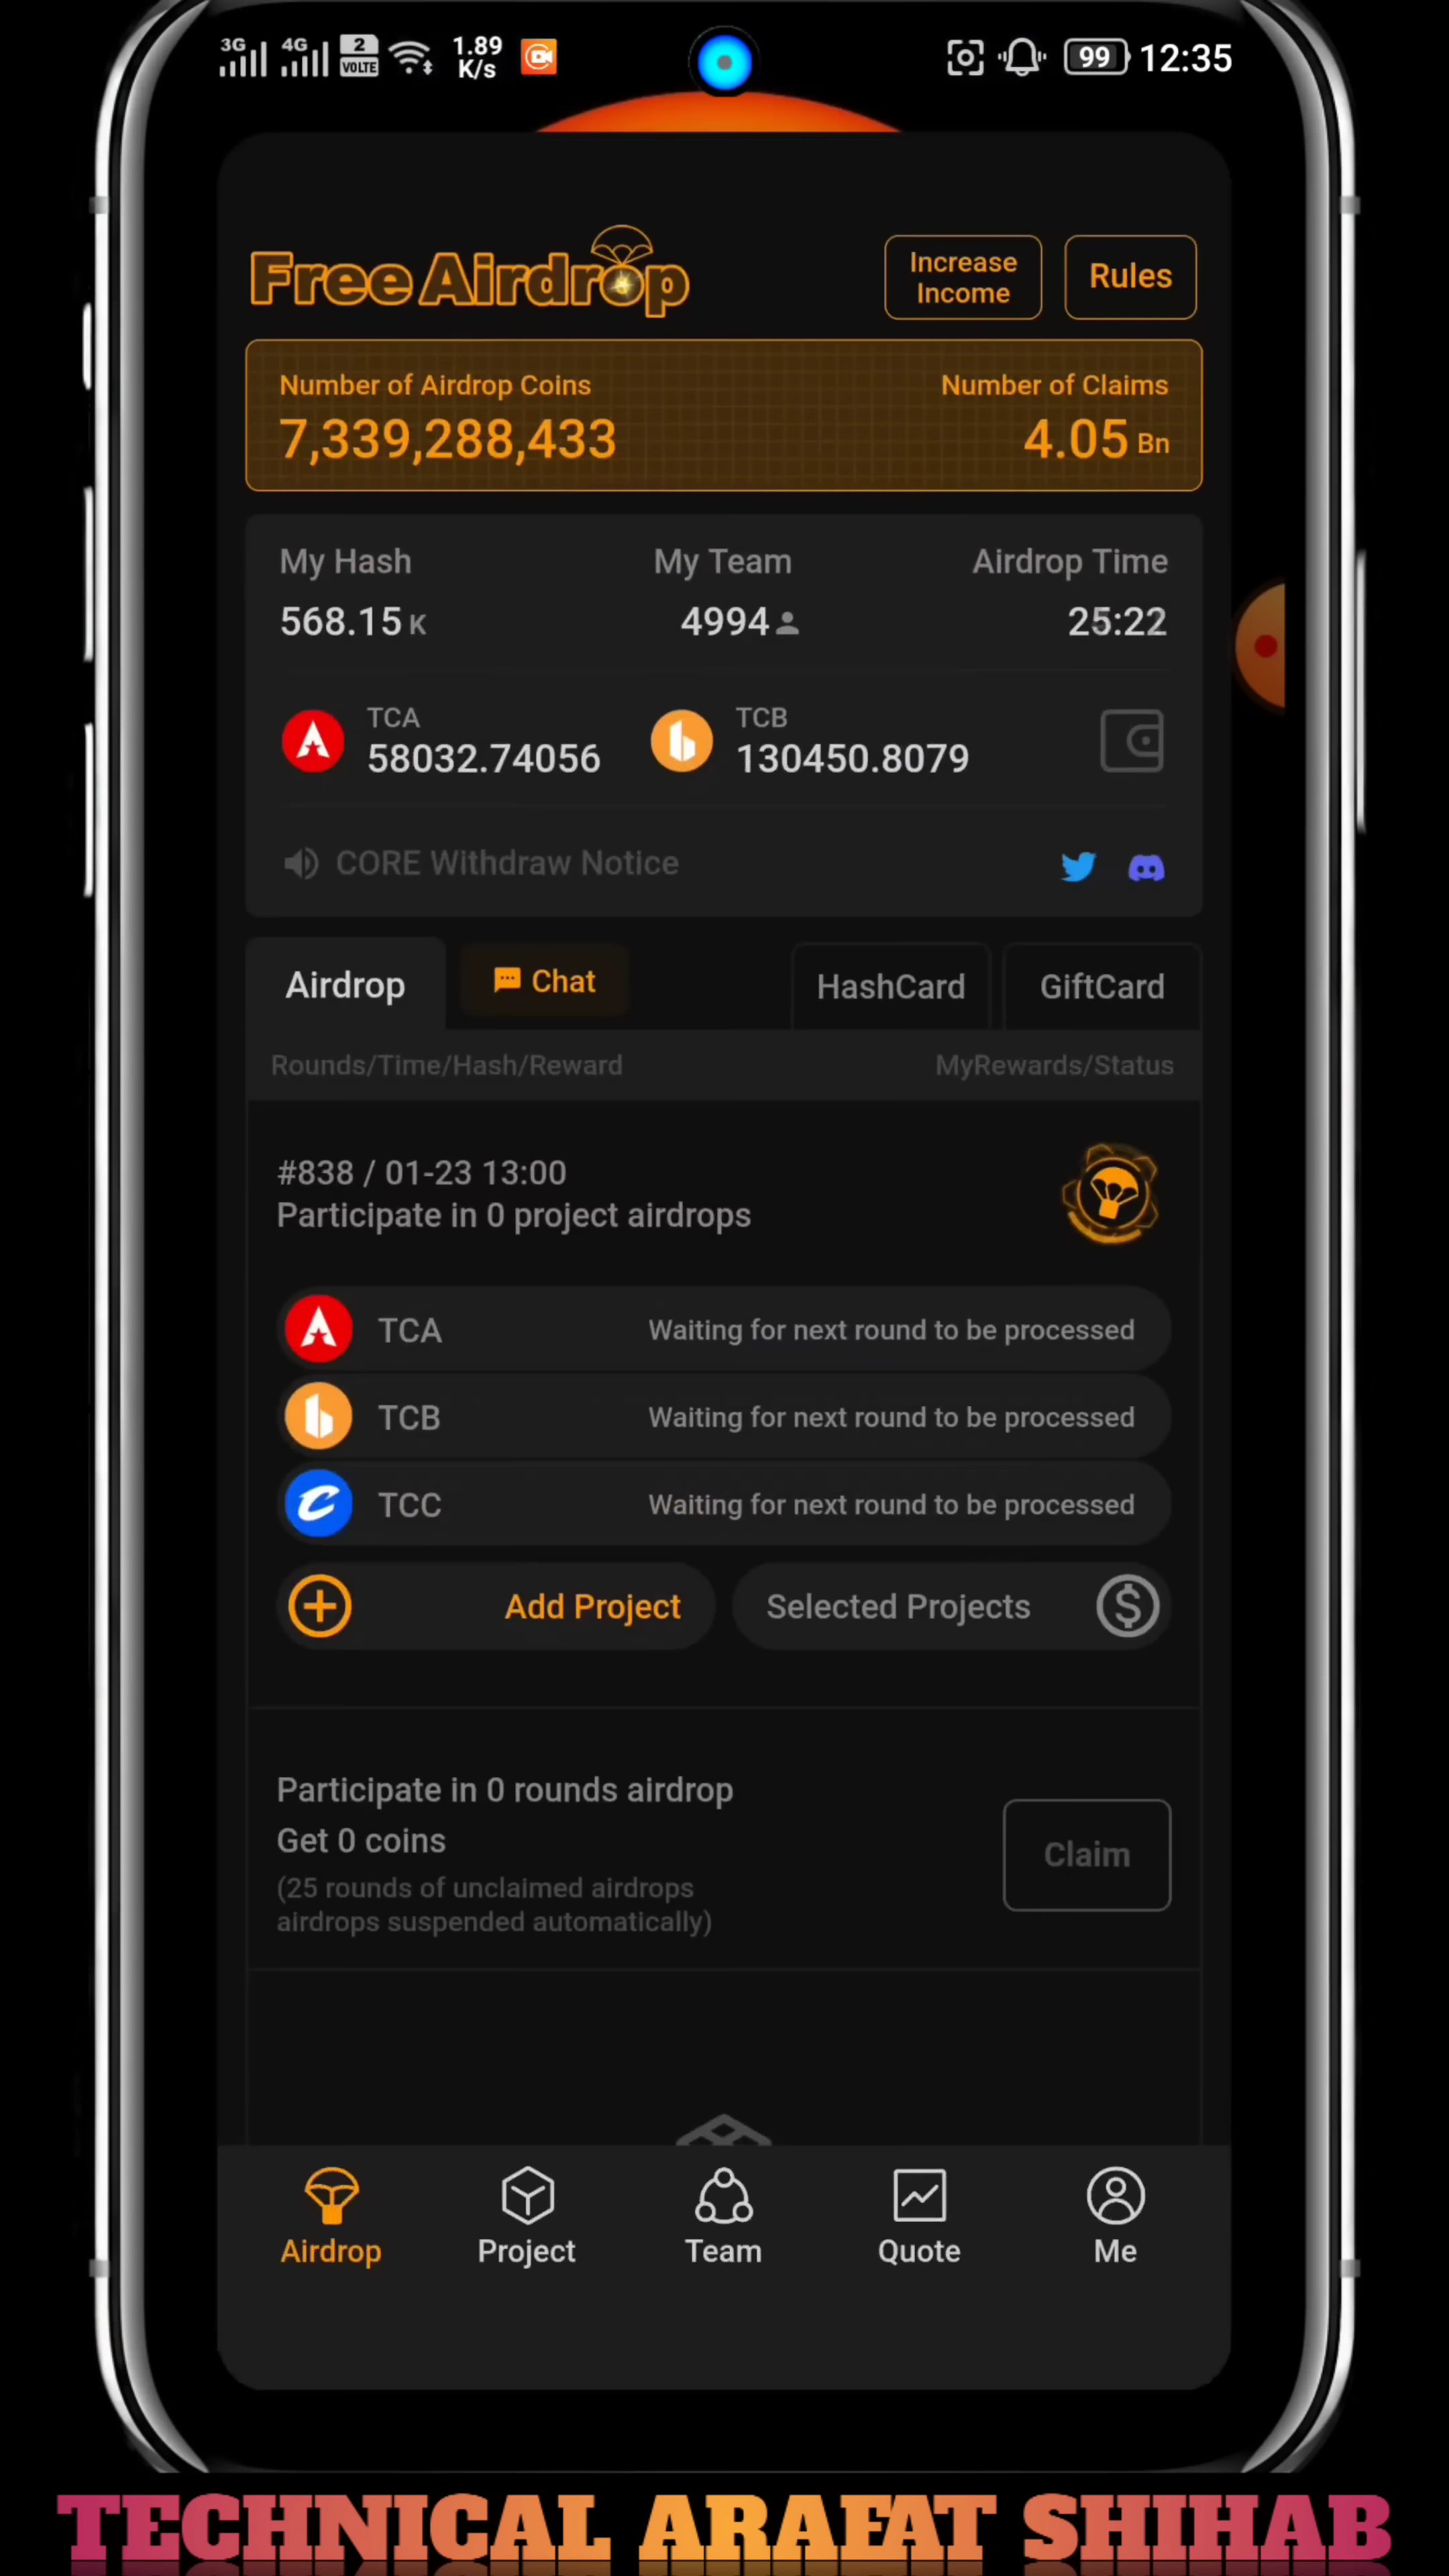 3G 4G 2 VOLTE 1.89 K/s 99 12:35
Free Airdrop
Increase Income
Rules
Number of Airdrop Coins
Number of Claims
7,339,288,433
4.05 Bn
My Hash
My Team
Airdrop Time
568.15 K
4994
25:22
TCA
58032.74056
TCB
130450.8079
CORE Withdraw Notice
Airdrop
Chat
HashCard
GiftCard
Rounds/Time/Hash/Reward
MyRewards/Status
#838 / 01-23 13:00
Participate in 0 project airdrops
TCA Waiting for next round to be processed
TCB Waiting for next round to be processed
TCC Waiting for next round to be processed
Add Project
Selected Projects
Participate in 0 rounds airdrop
Get 0 coins
(25 rounds of unclaimed airdrops
airdrops suspended automatically)
Claim
Airdrop
Project
Team
Quote
Me
TECHNICAL ARAFAT SHIHAB